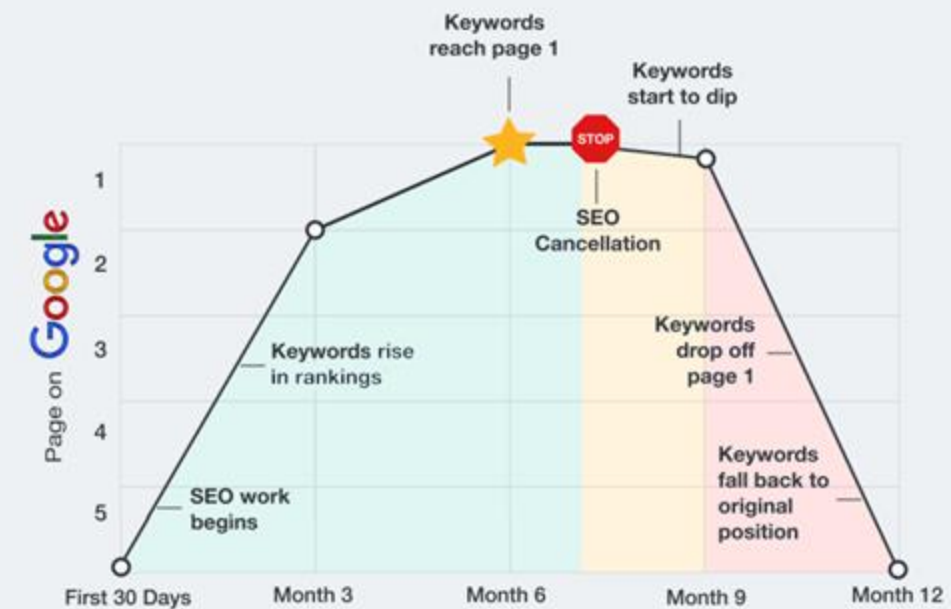 Keywords
reach page 1
Keywords
start to dip
STOP
SEO
Cancellation
Page on Google
1
2
3
4
5
Keywords rise
in rankings
Keywords
drop off
page 1
SEO work
begins
Keywords
fall back to
original
position
First 30 Days
Month 3
Month 6
Month 9
Month 12